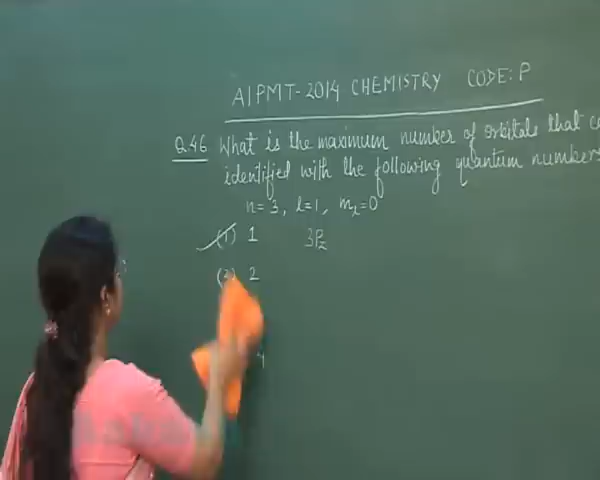 AIPMT-2014 CHEMISTRY CODE: P
Q.46 What is the maximum number of orbitals that
identified with the following quantum numbers
n=3, l=1, mₗ=0
(1) 1 3Pz
(2) 2